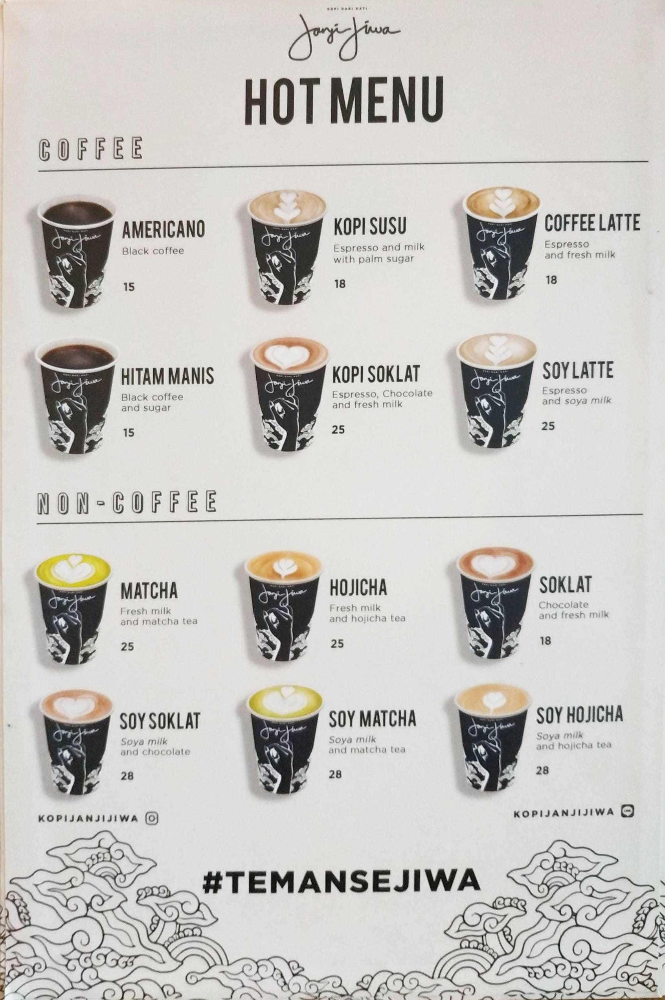 KOPI DARI HATI
Janji Jiwa
HOT MENU
COFFEE
AMERICANO
Black coffee
15
KOPI SUSU
Espresso and milk
with palm sugar
18
COFFEE LATTE
Espresso
and fresh milk
18
HITAM MANIS
Black coffee
and sugar
15
KOPI SOKLAT
Espresso, Chocolate
and fresh milk
25
SOY LATTE
Espresso
and soya milk
25
NON-COFFEE
MATCHA
Fresh milk
and matcha tea
25
HOJICHA
Fresh milk
and hojicha tea
25
SOKLAT
Chocolate
and fresh milk
18
SOY SOKLAT
Soya milk
and chocolate
28
SOY MATCHA
Soya milk
and matcha tea
28
SOY HOJICHA
Soya milk
and hojicha tea
28
KOPIJANJIJIWA
KOPIJANJIJIWA
#TEMANSEJIWA